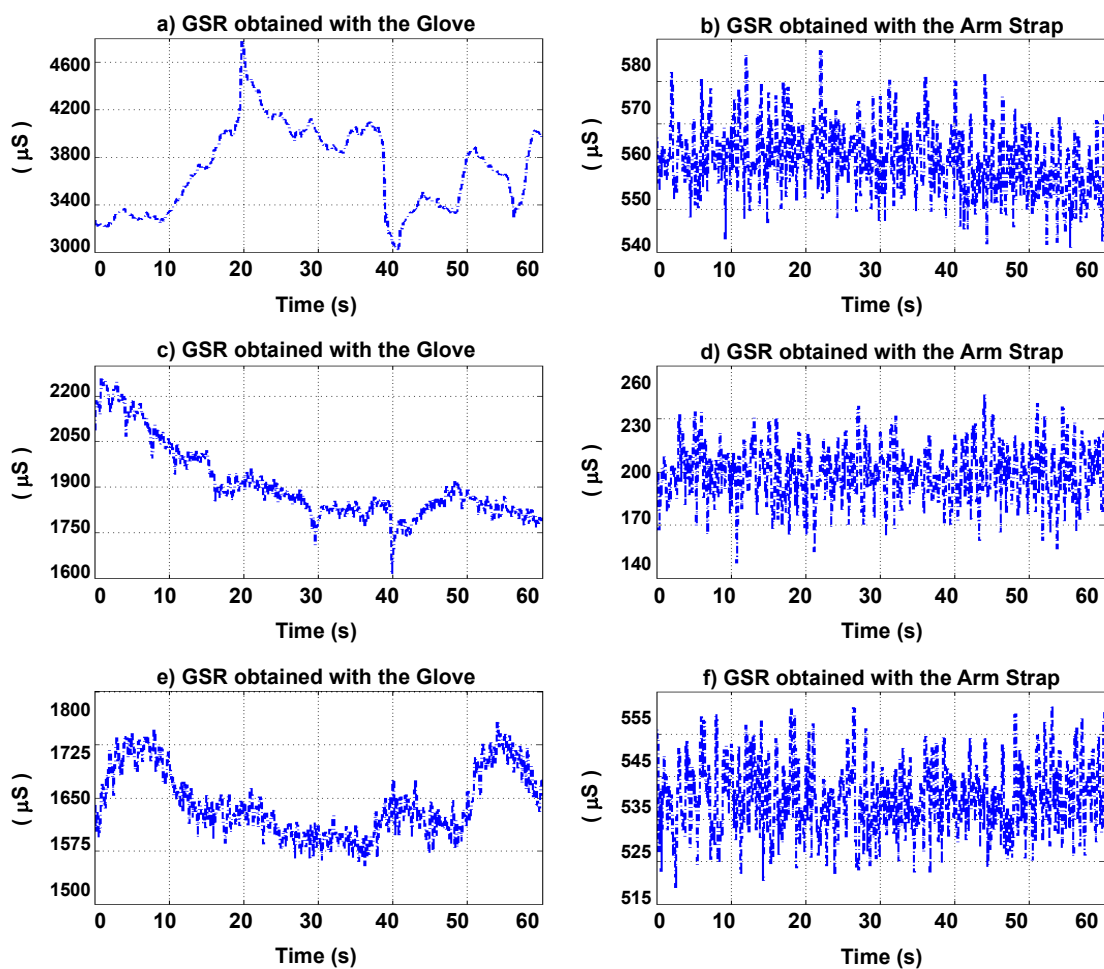 a) GSR obtained with the Glove
( µS )
4600
4200
3800
3400
3000
0 10 20 30 40 50 60
Time (s)
b) GSR obtained with the Arm Strap
( µS )
580
570
560
550
540
0 10 20 30 40 50 60
Time (s)
c) GSR obtained with the Glove
( µS )
2200
2050
1900
1750
1600
0 10 20 30 40 50 60
Time (s)
d) GSR obtained with the Arm Strap
( µS )
260
230
200
170
140
0 10 20 30 40 50 60
Time (s)
e) GSR obtained with the Glove
( µS )
1800
1725
1650
1575
1500
0 10 20 30 40 50 60
Time (s)
f) GSR obtained with the Arm Strap
( µS )
555
545
535
525
515
0 10 20 30 40 50 60
Time (s)